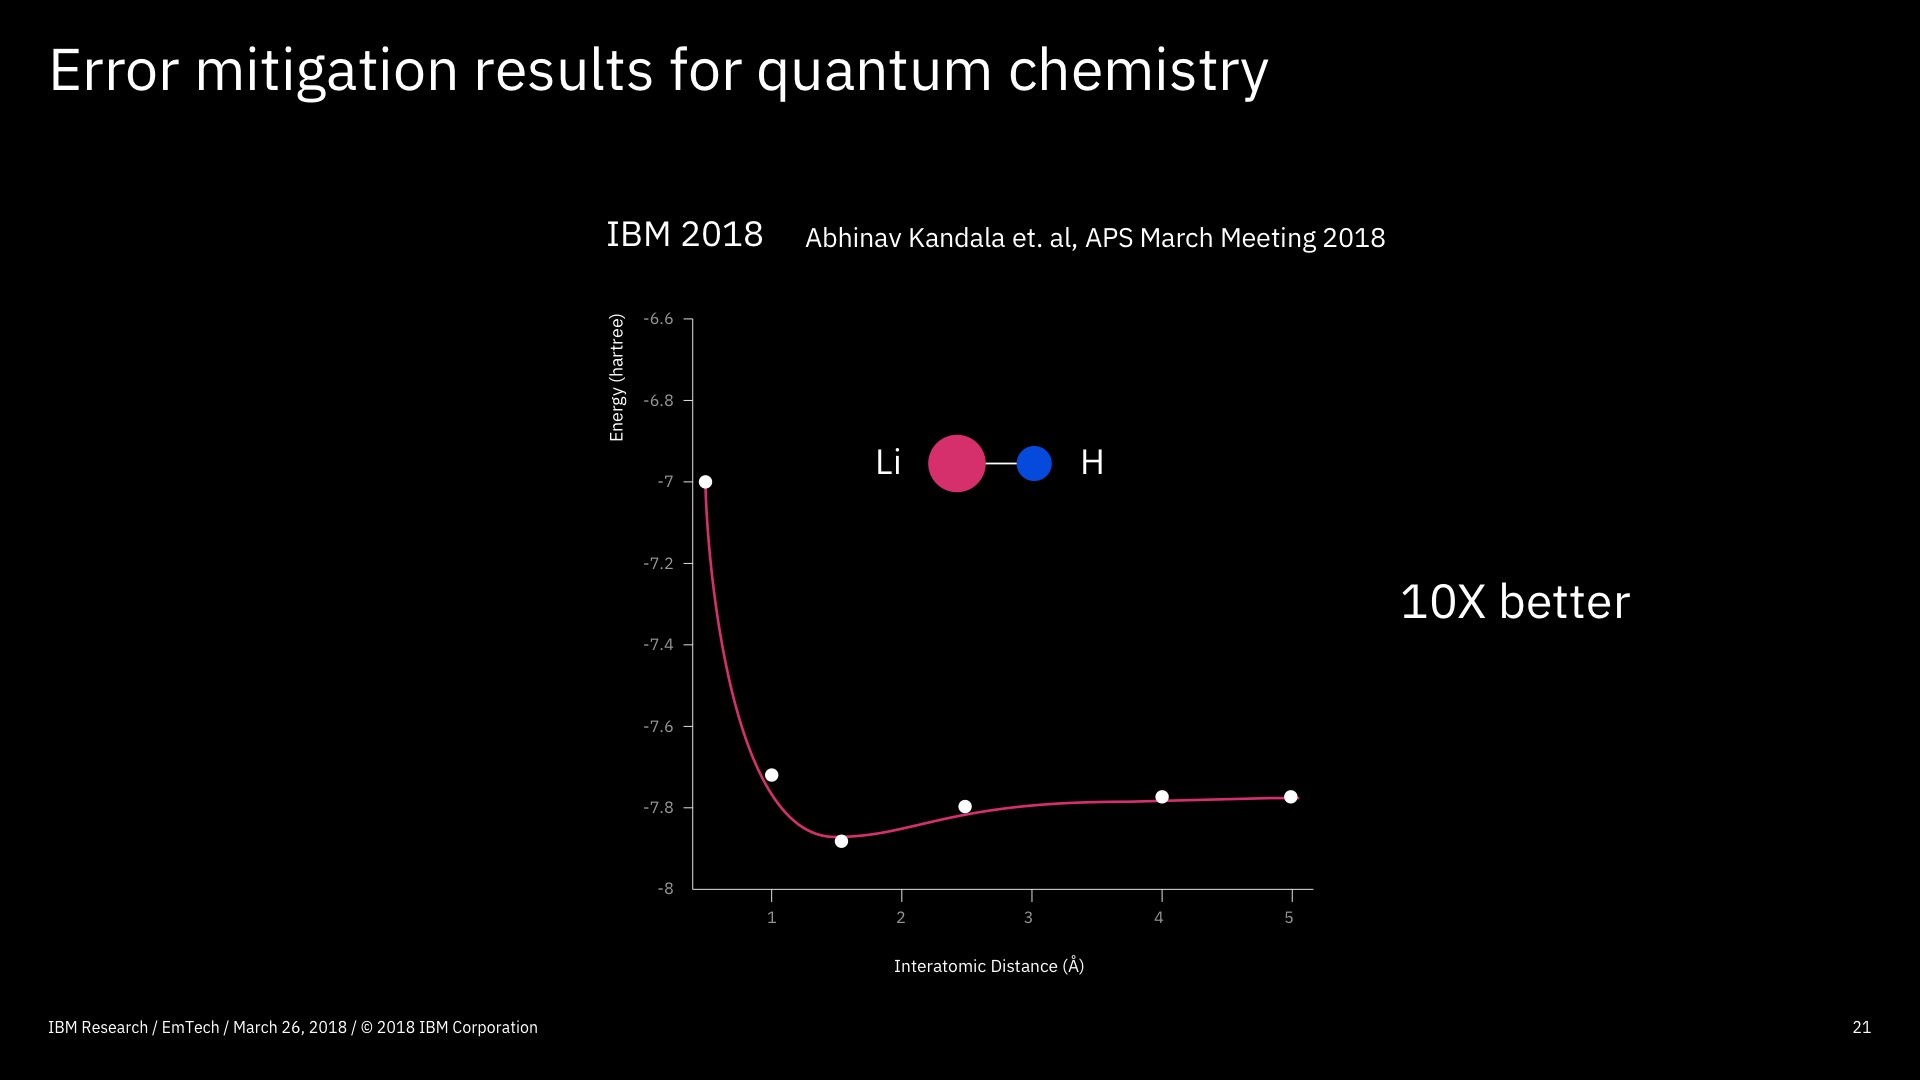 Error mitigation results for quantum chemistry
IBM 2018
Abhinav Kandala et. al, APS March Meeting 2018
Energy (hartree)
-6.6
-6.8
-7
-7.2
-7.4
-7.6
-7.8
-8
Li
H
10X better
1 2 3 4 5
Interatomic Distance (Å)
IBM Research / EmTech / March 26, 2018 / © 2018 IBM Corporation
21